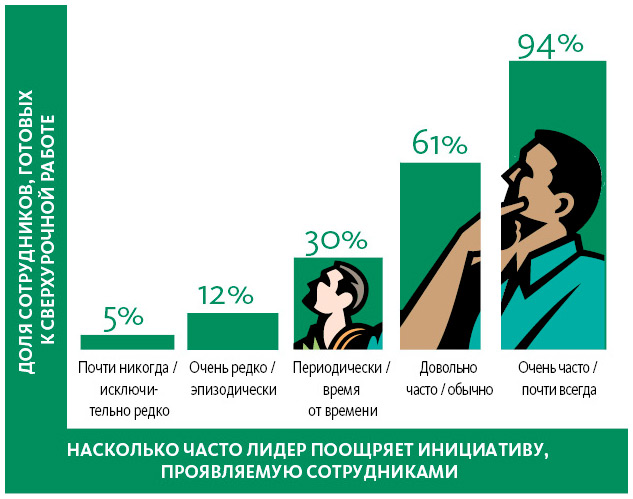 ДОЛЯ СОТРУДНИКОВ, ГОТОВЫХ
К СВЕРХУРОЧНОЙ РАБОТЕ
5%
12%
30%
61%
94%
Почти никогда /
исключи-
тельно редко
Очень редко /
эпизодически
Периодически /
время
от времени
Довольно
часто / обычно
Очень часто /
почти всегда
НАСКОЛЬКО ЧАСТО ЛИДЕР ПООЩРЯЕТ ИНИЦИАТИВУ,
ПРОЯВЛЯЕМУЮ СОТРУДНИКАМИ